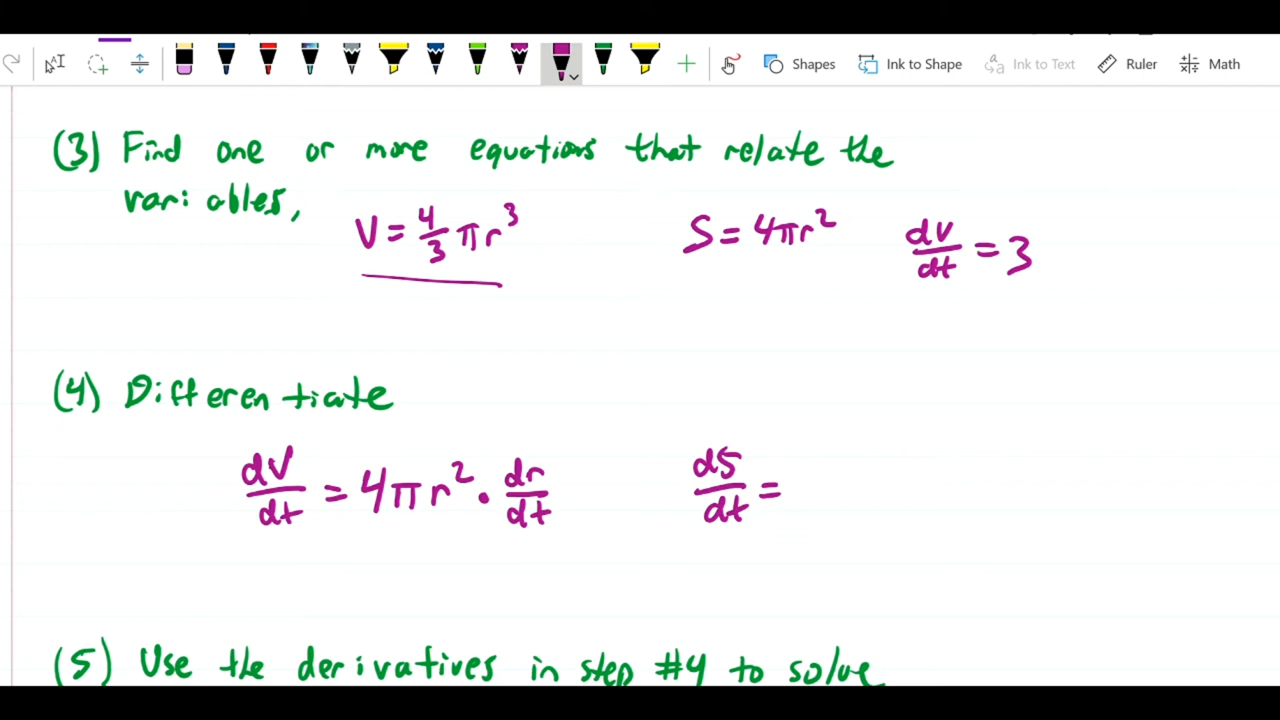 Shapes Ink to Shape Ink to Text Ruler Math
(3) Find one or more equations that relate the
variables,
V = 4/3 πr³ S = 4πr² dV/dt = 3
(4) Differentiate
dV/dt = 4πr² · dr/dt dS/dt =
(5) Use the derivatives in step #4 to solve